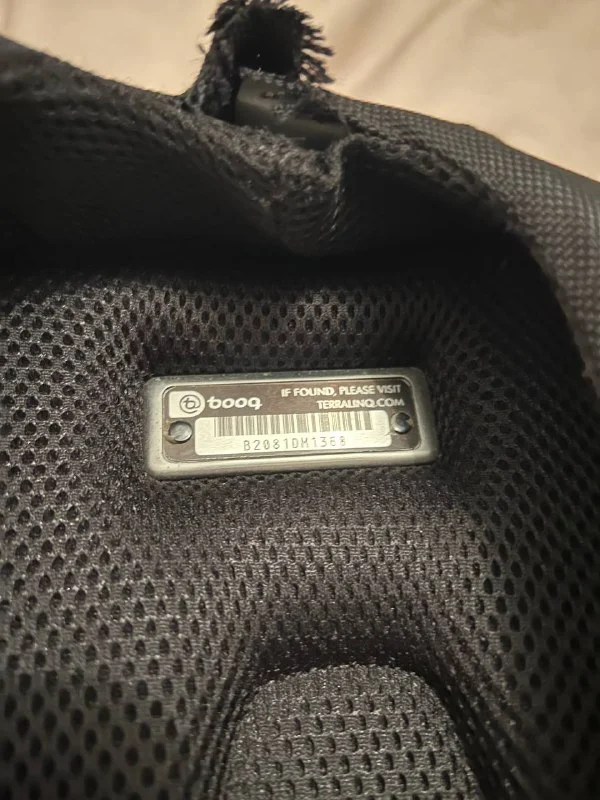 booq
IF FOUND, PLEASE VISIT
TERRALINQ.COM
B2081DM1368